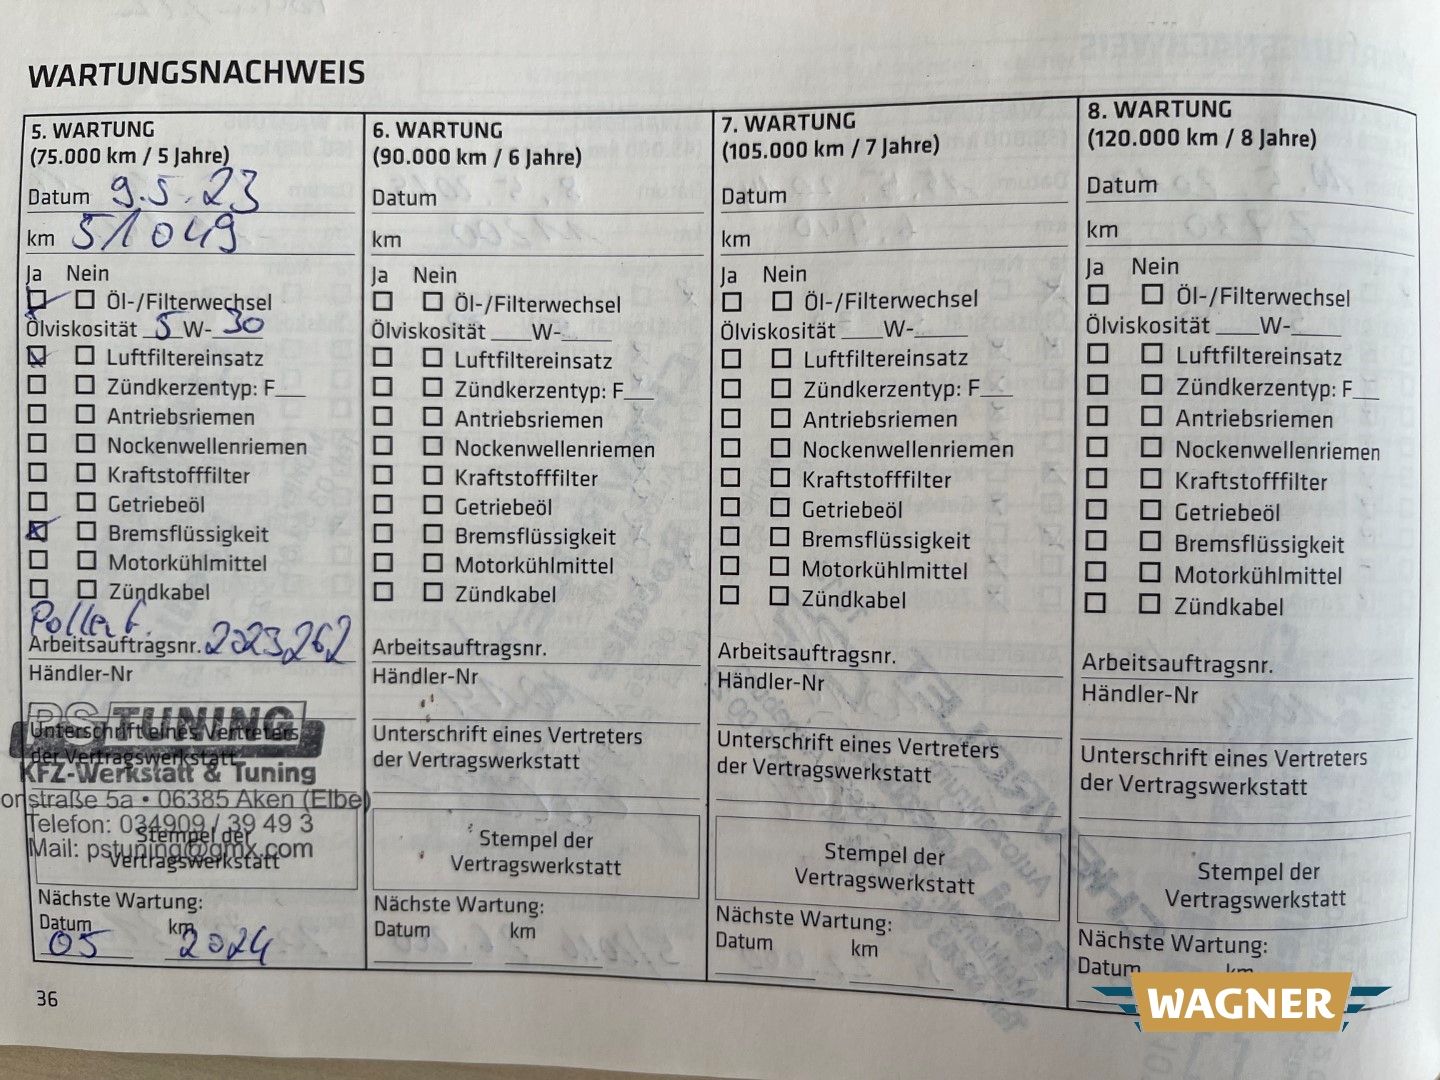 WARTUNGSNACHWEIS
5. WARTUNG
(75.000 km / 5 Jahre)
Datum 9.5.23
km 51049
Ja Nein
Öl-/Filterwechsel
Ölviskosität 5 W- 30
Luftfiltereinsatz
Zündkerzentyp: F
Antriebsriemen
Nockenwellenriemen
Kraftstofffilter
Getriebeöl
Bremsflüssigkeit
Motorkühlmittel
Zündkabel
Pollenf.
Arbeitsauftragsnr. 2023262
Händler-Nr
PS TUNING
Unterschrift eines Vertreters
der Vertragswerkstatt
KFZ-Werkstatt & Tuning
onstraße 5a • 06385 Aken (Elbe)
Telefon: 034909 / 39 49 3
Stempel der
Mail: pstuning@gmx.com
Vertragswerkstatt
Nächste Wartung:
Datum km
05 2024
6. WARTUNG
(90.000 km / 6 Jahre)
Datum
km
Ja Nein
Öl-/Filterwechsel
Ölviskosität W-
Luftfiltereinsatz
Zündkerzentyp: F
Antriebsriemen
Nockenwellenriemen
Kraftstofffilter
Getriebeöl
Bremsflüssigkeit
Motorkühlmittel
Zündkabel
Arbeitsauftragsnr.
Händler-Nr
Unterschrift eines Vertreters
der Vertragswerkstatt
Stempel der
Vertragswerkstatt
Nächste Wartung:
Datum km
7. WARTUNG
(105.000 km / 7 Jahre)
Datum
km
Ja Nein
Öl-/Filterwechsel
Ölviskosität W-
Luftfiltereinsatz
Zündkerzentyp: F
Antriebsriemen
Nockenwellenriemen
Kraftstofffilter
Getriebeöl
Bremsflüssigkeit
Motorkühlmittel
Zündkabel
Arbeitsauftragsnr.
Händler-Nr
Unterschrift eines Vertreters
der Vertragswerkstatt
Stempel der
Vertragswerkstatt
Nächste Wartung:
Datum km
8. WARTUNG
(120.000 km / 8 Jahre)
Datum
km
Ja Nein
Öl-/Filterwechsel
Ölviskosität W-
Luftfiltereinsatz
Zündkerzentyp: F
Antriebsriemen
Nockenwellenriemen
Kraftstofffilter
Getriebeöl
Bremsflüssigkeit
Motorkühlmittel
Zündkabel
Arbeitsauftragsnr.
Händler-Nr
Unterschrift eines Vertreters
der Vertragswerkstatt
Stempel der
Vertragswerkstatt
Nächste Wartung:
Datum km
36
WAGNER